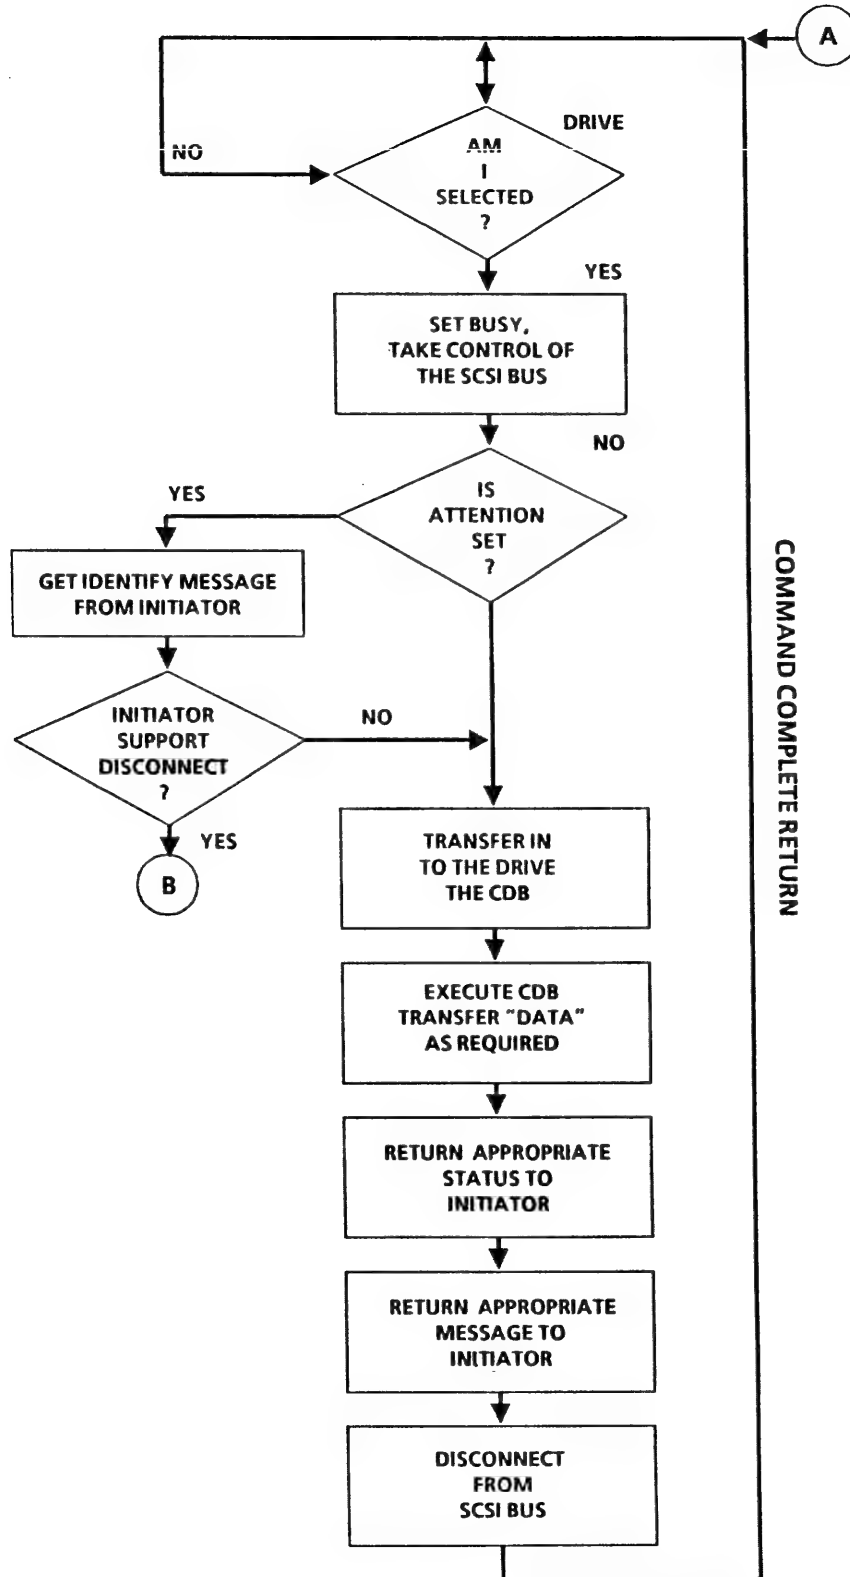 A
DRIVE
NO
AM
I
SELECTED
?
YES
SET BUSY,
TAKE CONTROL OF
THE SCSI BUS
NO
YES
IS
ATTENTION
SET
?
GET IDENTIFY MESSAGE
FROM INITIATOR
INITIATOR
SUPPORT
DISCONNECT
?
NO
YES
B
TRANSFER IN
TO THE DRIVE
THE CDB
EXECUTE CDB
TRANSFER "DATA"
AS REQUIRED
RETURN APPROPRIATE
STATUS TO
INITIATOR
RETURN APPROPRIATE
MESSAGE TO
INITIATOR
DISCONNECT
FROM
SCSI BUS
COMMAND COMPLETE RETURN